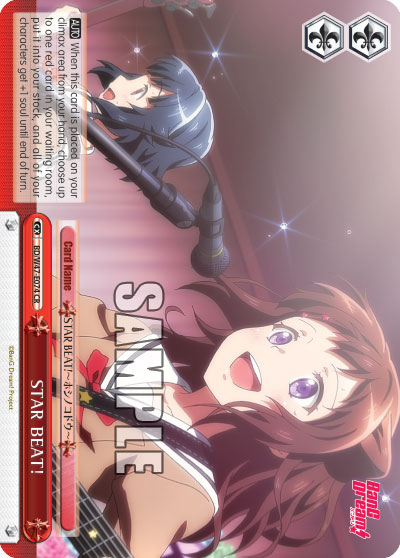 [AUTO] When this card is placed on your
climax area from your hand, choose up
to one red card in your waiting room,
put it into your stock, and all of your
characters get +1 soul until end of turn.
SAMPLE
BanG
Dream!
CX
Card Name
STAR BEAT!~ホシノコドウ~
STAR BEAT!
©BanG Dream! Project